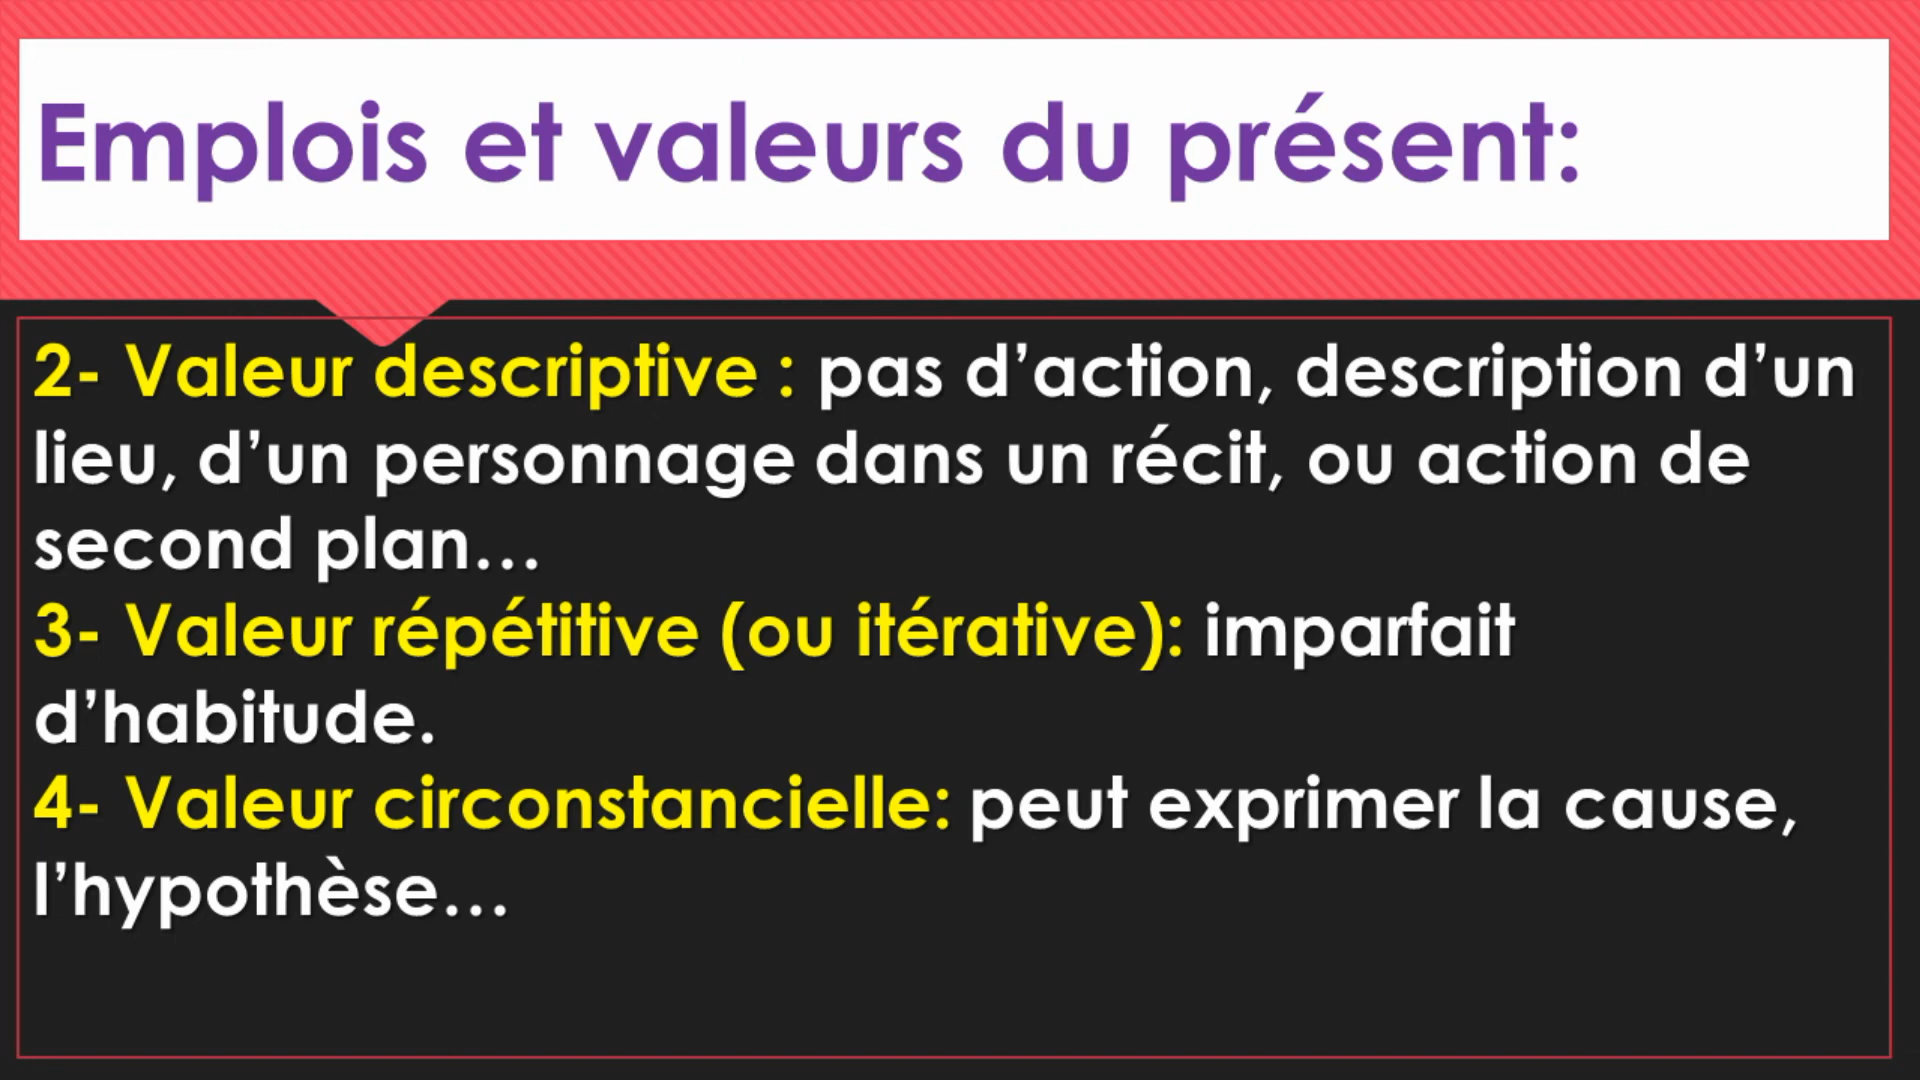 Emplois et valeurs du présent:
2- Valeur descriptive : pas d’action, description d’un
lieu, d’un personnage dans un récit, ou action de
second plan…
3- Valeur répétitive (ou itérative): imparfait
d’habitude.
4- Valeur circonstancielle: peut exprimer la cause,
l’hypothèse…